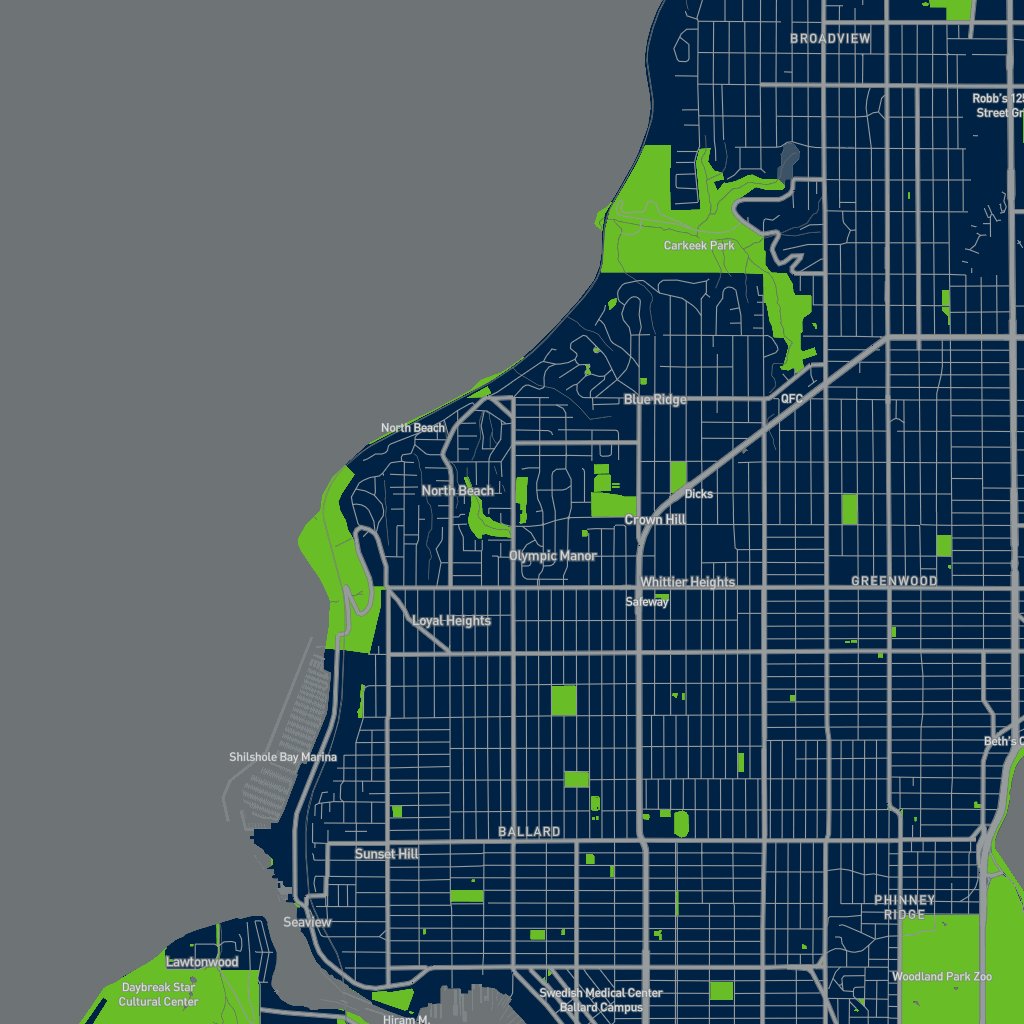 BROADVIEW
Robb's 125
Street Gr
Carkeek Park
Blue Ridge
QFC
North Beach
North Beach
Dicks
Crown Hill
Olympic Manor
Whittier Heights
GREENWOOD
Safeway
Loyal Heights
Beth's C
Shilshole Bay Marina
BALLARD
Sunset Hill
PHINNEY
RIDGE
Seaview
Lawtonwood
Woodland Park Zoo
Daybreak Star
Cultural Center
Swedish Medical Center
Ballard Campus
Hiram M.